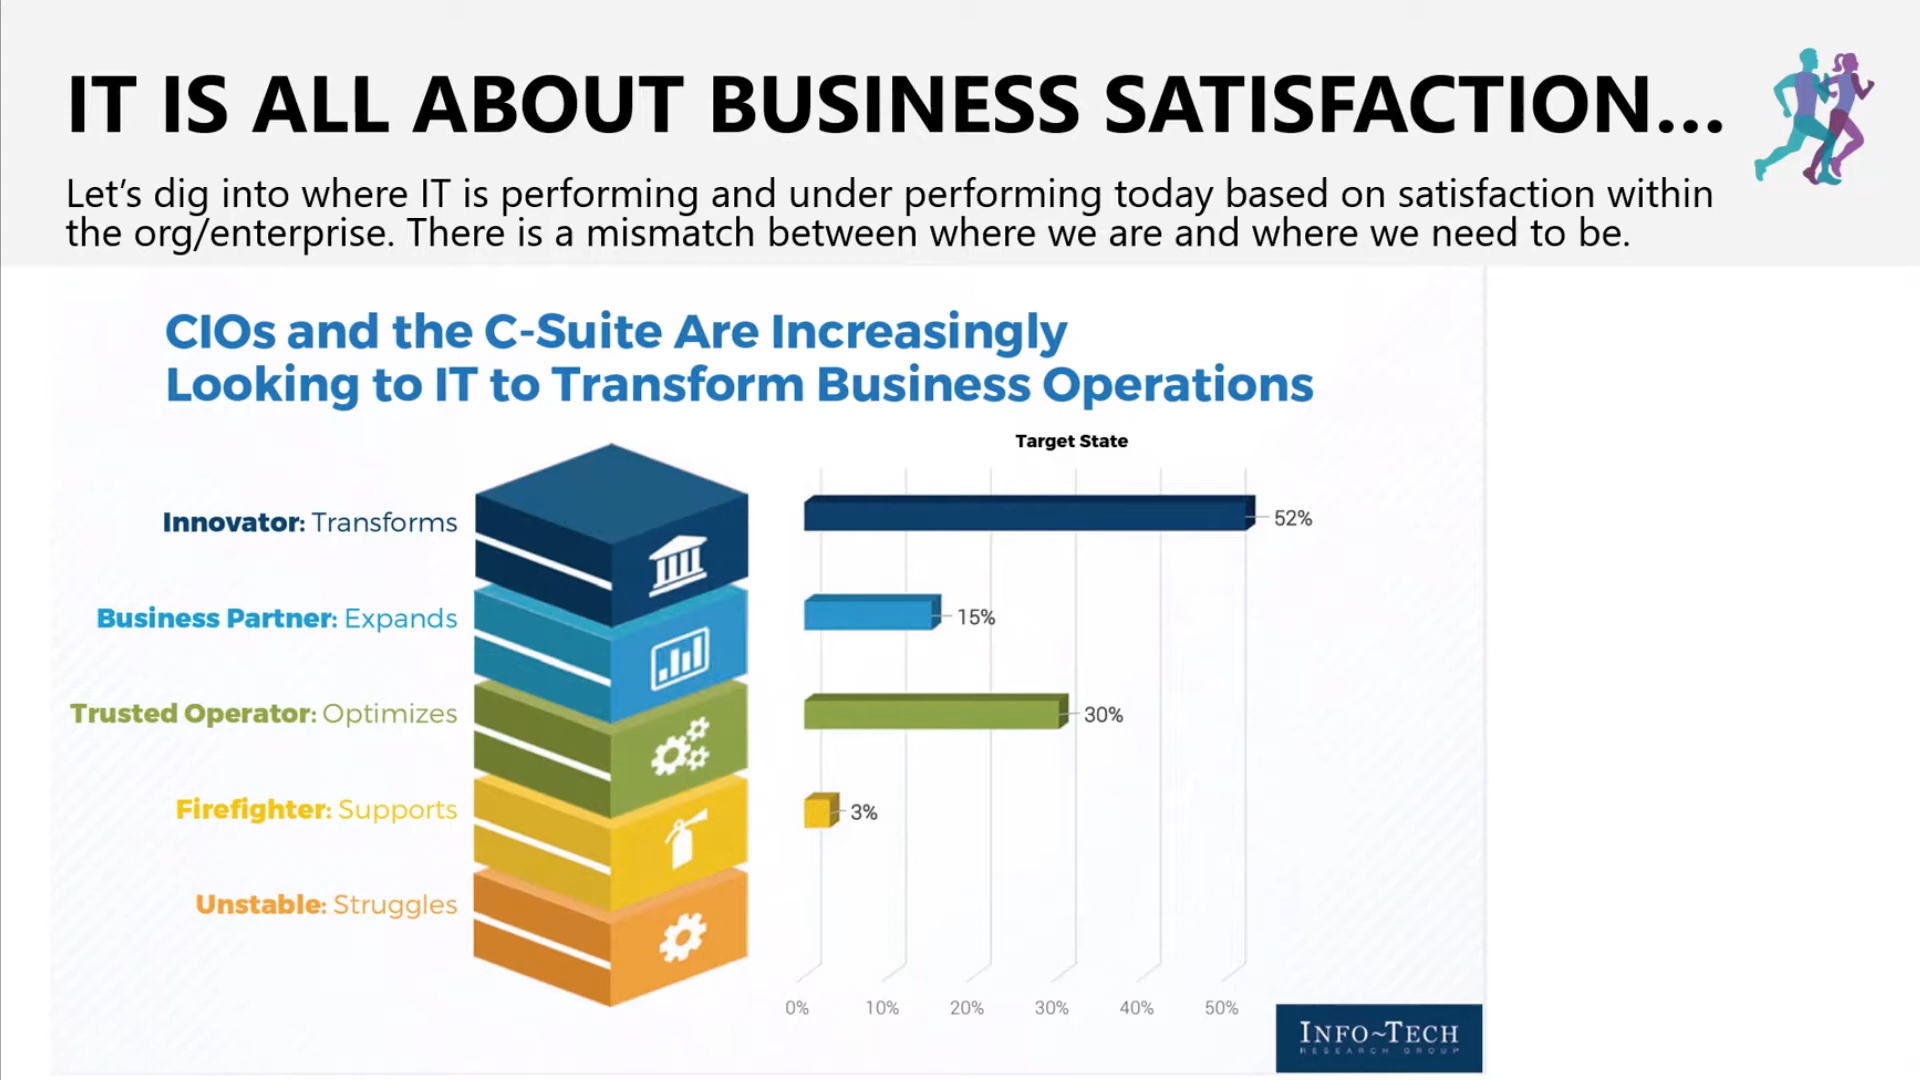 IT IS ALL ABOUT BUSINESS SATISFACTION...
Let's dig into where IT is performing and under performing today based on satisfaction within
the org/enterprise. There is a mismatch between where we are and where we need to be.
CIOs and the C-Suite Are Increasingly
Looking to IT to Transform Business Operations
Target State
Innovator: Transforms
52%
Business Partner: Expands
15%
Trusted Operator: Optimizes
30%
Firefighter: Supports
3%
Unstable: Struggles
0% 10% 20% 30% 40% 50%
INFO~TECH
RESEARCH GROUP